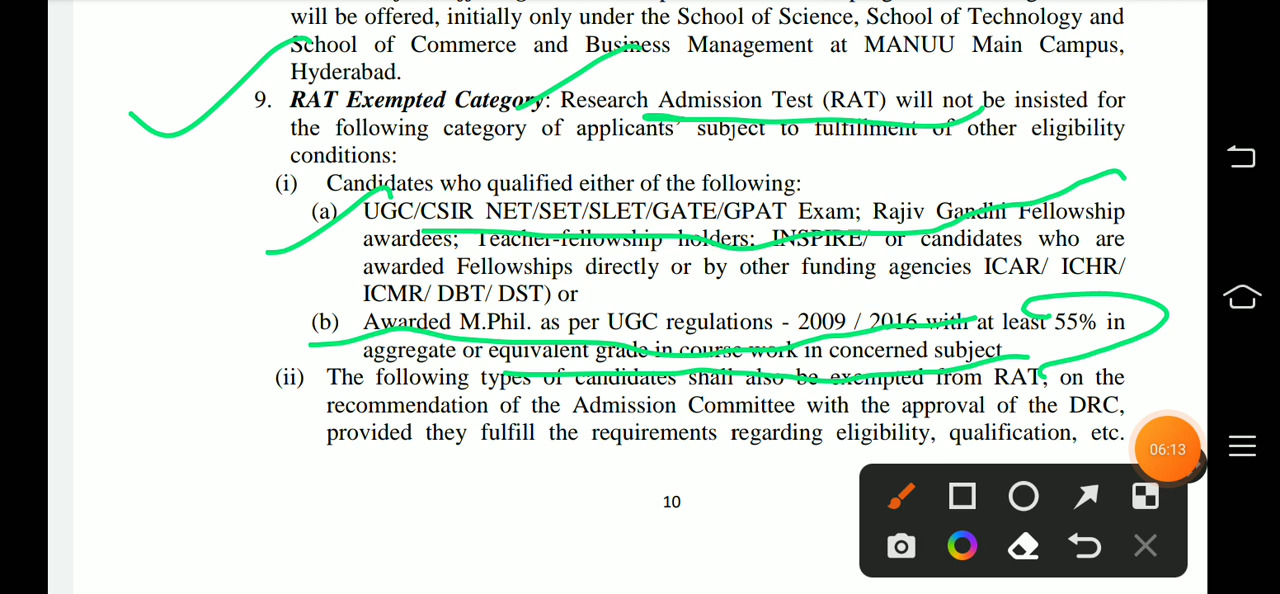 will be offered, initially only under the School of Science, School of Technology and
School of Commerce and Business Management at MANUU Main Campus,
Hyderabad.
9. RAT Exempted Category: Research Admission Test (RAT) will not be insisted for
the following category of applicants' subject to fulfillment of other eligibility
conditions:
(i) Candidates who qualified either of the following:
(a) UGC/CSIR NET/SET/SLET/GATE/GPAT Exam; Rajiv Gandhi Fellowship
awardees; Teacher-fellowship holders; INSPIRE/ or candidates who are
awarded Fellowships directly or by other funding agencies ICAR/ ICHR/
ICMR/ DBT/ DST) or
(b) Awarded M.Phil. as per UGC regulations - 2009 / 2016 with at least 55% in
aggregate or equivalent grade in course work in concerned subject
(ii) The following types of candidates shall also be exempted from RAT, on the
recommendation of the Admission Committee with the approval of the DRC,
provided they fulfill the requirements regarding eligibility, qualification, etc.
06:13
10